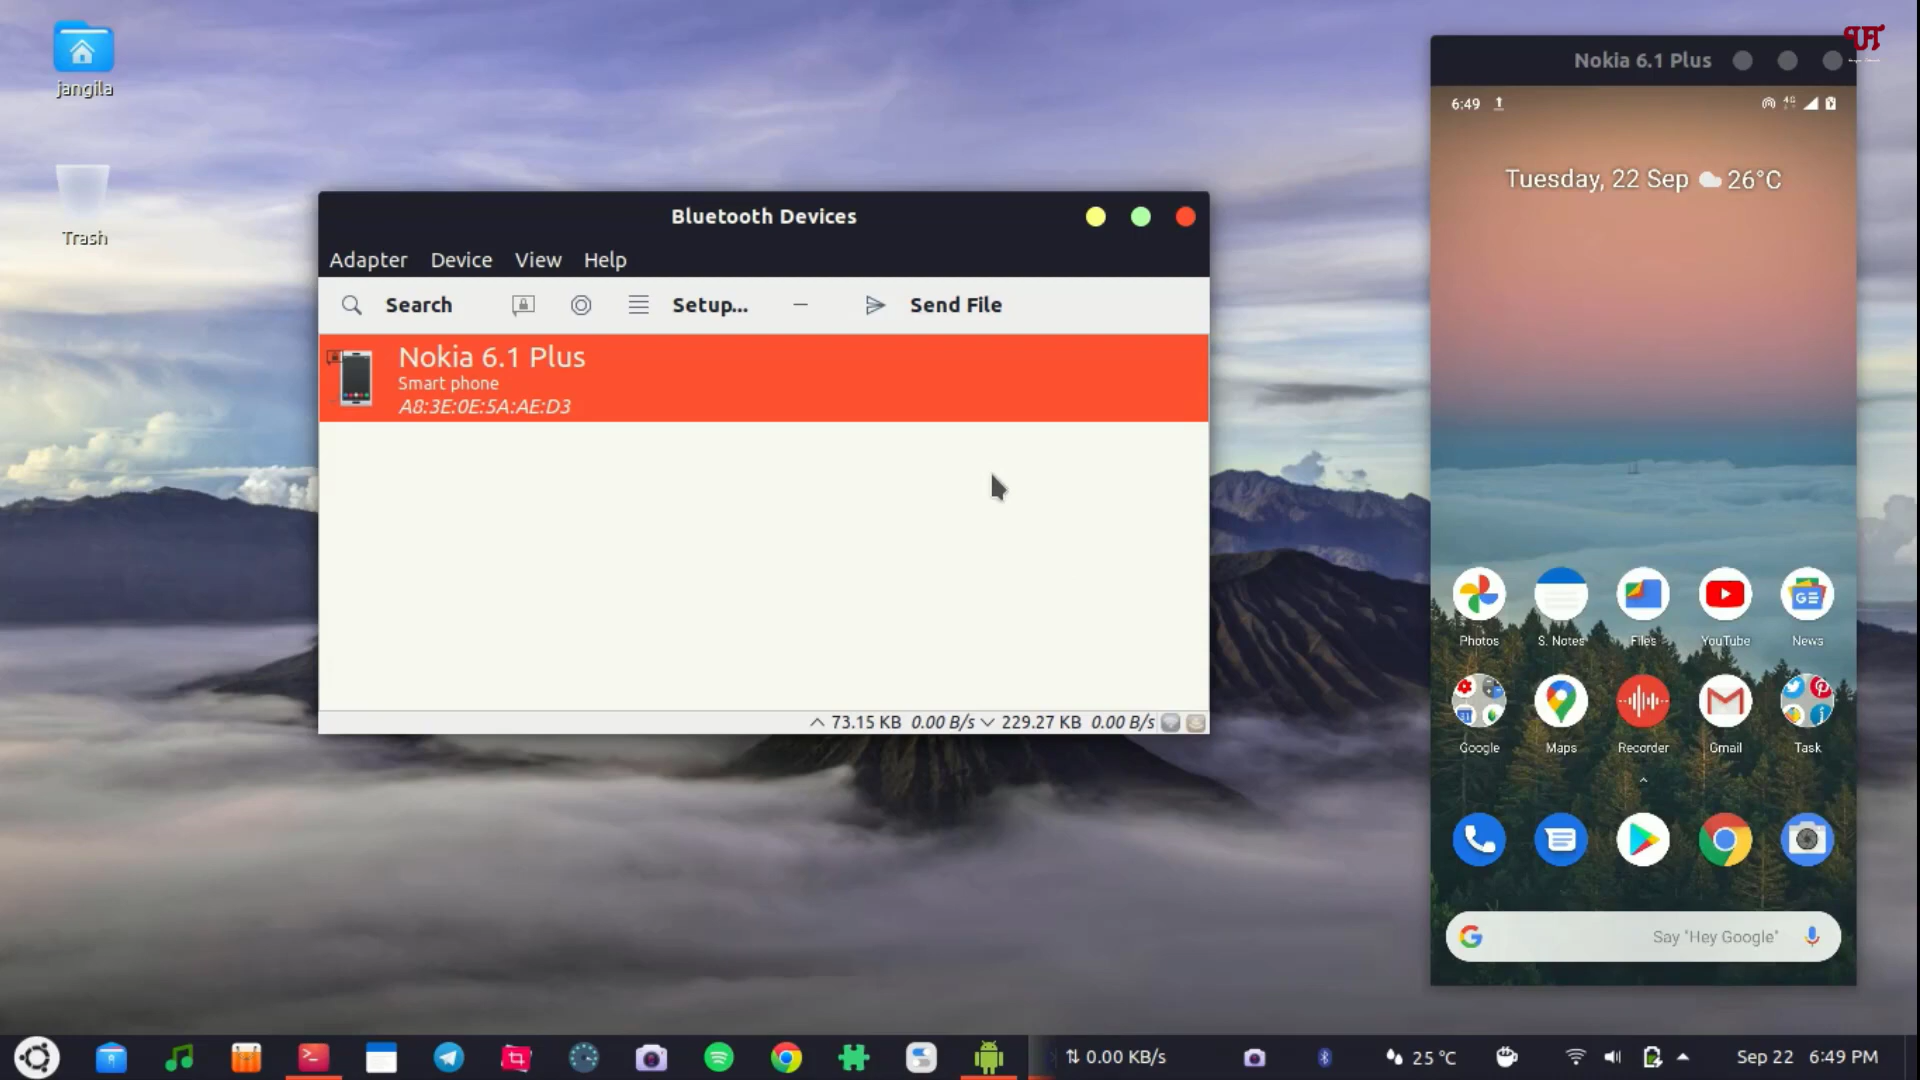 jangila
Trash
Bluetooth Devices
Adapter Device View Help
Search Setup... Send File
Nokia 6.1 Plus
Smart phone
A8:3E:0E:5A:AE:D3
73.15 KB 0.00 B/s 229.27 KB 0.00 B/s
Nokia 6.1 Plus
6:49 4G
Tuesday, 22 Sep 26°C
Photos S. Notes Files YouTube News
Google Maps Recorder Gmail Task
Say "Hey Google"
0.00 KB/s 25 °C Sep 22 6:49 PM